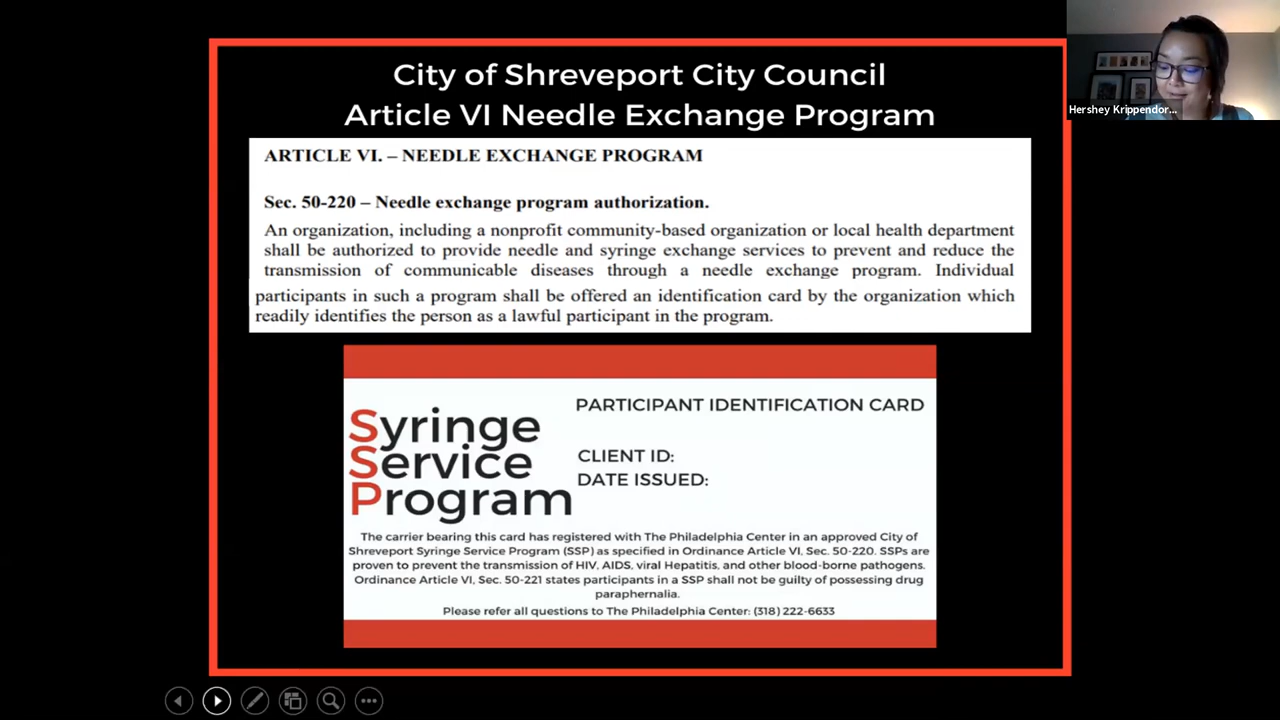 City of Shreveport City Council
Article VI Needle Exchange Program
ARTICLE VI. – NEEDLE EXCHANGE PROGRAM
Sec. 50-220 – Needle exchange program authorization.
An organization, including a nonprofit community-based organization or local health department
shall be authorized to provide needle and syringe exchange services to prevent and reduce the
transmission of communicable diseases through a needle exchange program. Individual
participants in such a program shall be offered an identification card by the organization which
readily identifies the person as a lawful participant in the program.
Syringe
Service
Program
PARTICIPANT IDENTIFICATION CARD
CLIENT ID:
DATE ISSUED:
The carrier bearing this card has registered with The Philadelphia Center in an approved City of
Shreveport Syringe Service Program (SSP) as specified in Ordinance Article VI, Sec. 50-220. SSPs are
proven to prevent the transmission of HIV, AIDS, viral Hepatitis, and other blood-borne pathogens.
Ordinance Article VI, Sec. 50-221 states participants in a SSP shall not be guilty of possessing drug
paraphernalia.
Please refer all questions to The Philadelphia Center: (318) 222-6633
Hershey Krippendor...